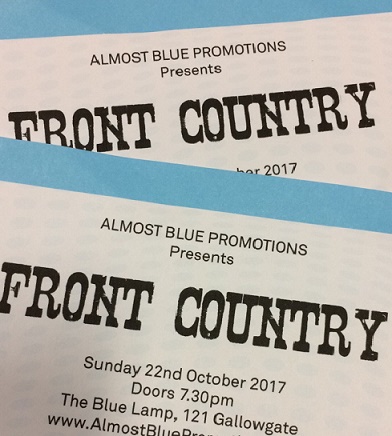 ALMOST BLUE PROMOTIONS
Presents
FRONT COUNTRY
2017
ALMOST BLUE PROMOTIONS
Presents
FRONT COUNTRY
Sunday 22nd October 2017
Doors 7.30pm
The Blue Lamp, 121 Gallowgate